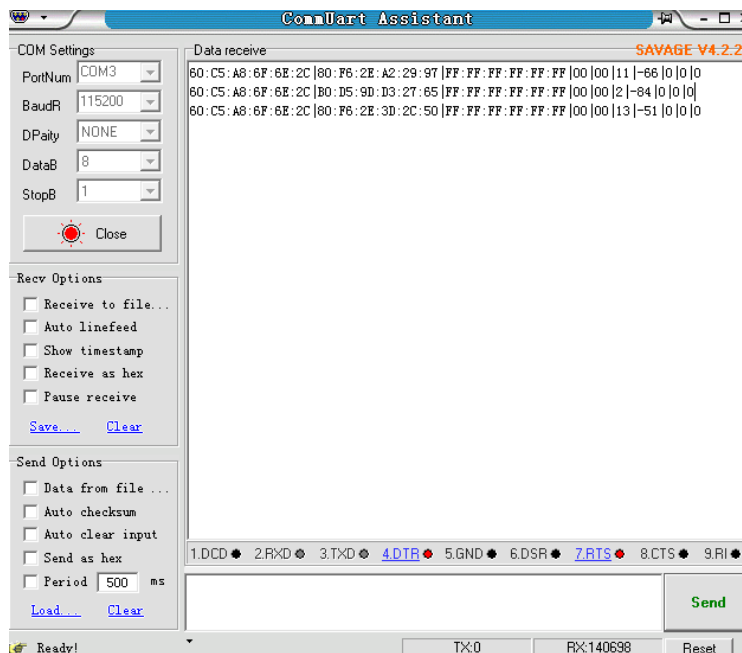 CommUart Assistant
COM Settings
PortNum COM3
BaudR 115200
DPaity NONE
DataB 8
StopB 1
Close
Recv Options
Receive to file...
Auto linefeed
Show timestamp
Receive as hex
Pause receive
Save... Clear
Send Options
Data from file ...
Auto checksum
Auto clear input
Send as hex
Period 500 ms
Load... Clear
Data receive SAVAGE V4.2.2
60:C5:A8:6F:6E:2C|80:F6:2E:A2:29:97|FF:FF:FF:FF:FF:FF|00|00|11|-66|0|0|0
60:C5:A8:6F:6E:2C|B0:D5:9D:D3:27:65|FF:FF:FF:FF:FF:FF|00|00|2|-84|0|0|0
60:C5:A8:6F:6E:2C|80:F6:2E:3D:2C:50|FF:FF:FF:FF:FF:FF|00|00|13|-51|0|0|0
1.DCD 2.RXD 3.TXD 4.DTR 5.GND 6.DSR 7.RTS 8.CTS 9.RI
Send
Ready! TX:0 RX:140698 Reset